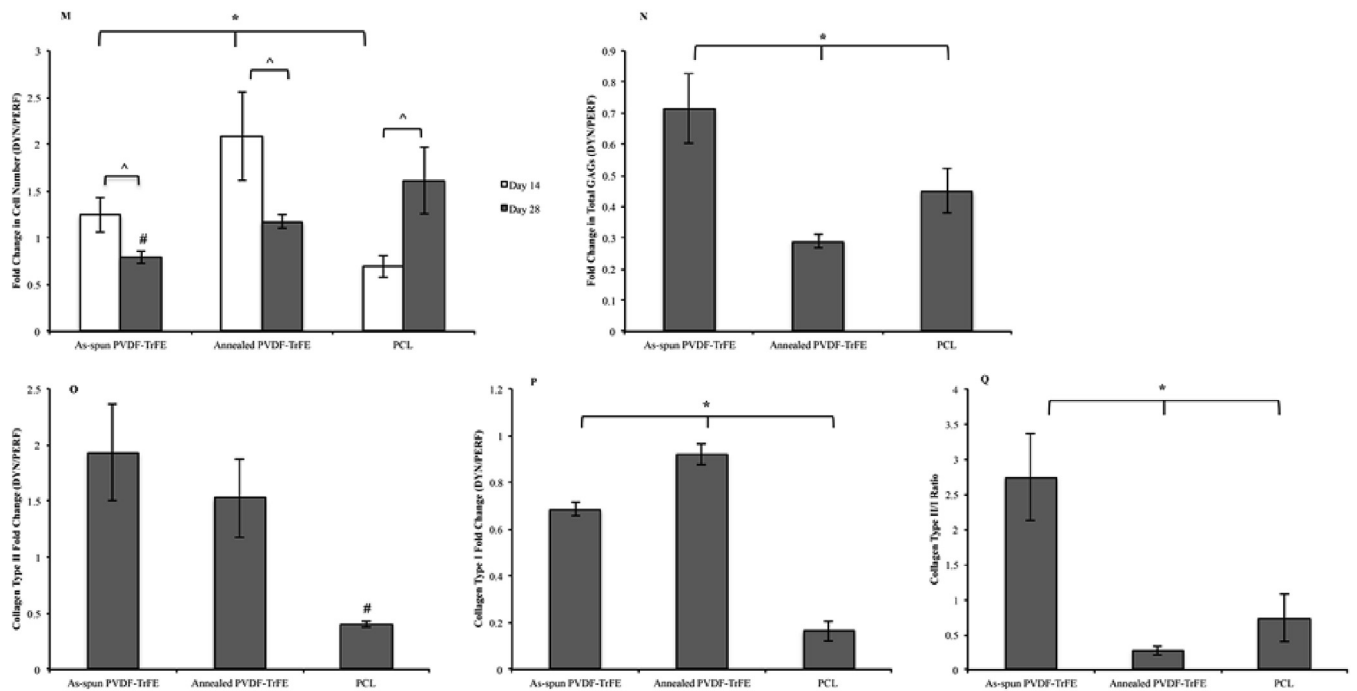 M
*
^
^
^
#
Fold Change in Cell Number (DYN/PERF)
3
2.5
2
1.5
1
0.5
0
As-spun PVDF-TrFE Annealed PVDF-TrFE PCL
Day 14
Day 28
N
*
Fold Change in Total GAGs (DYN/PERF)
0.9
0.8
0.7
0.6
0.5
0.4
0.3
0.2
0.1
0
As-spun PVDF-TrFE Annealed PVDF-TrFE PCL
O
#
Collagen Type II Fold Change (DYN/PERF)
2.5
2
1.5
1
0.5
0
As-spun PVDF-TrFE Annealed PVDF-TrFE PCL
P
*
Collagen Type I Fold Change (DYN/PERF)
1.2
1
0.8
0.6
0.4
0.2
0
As-spun PVDF-TrFE Annealed PVDF-TrFE PCL
Q
*
Collagen Type II/I Ratio
4
3.5
3
2.5
2
1.5
1
0.5
0
As-spun PVDF-TrFE Annealed PVDF-TrFE PCL